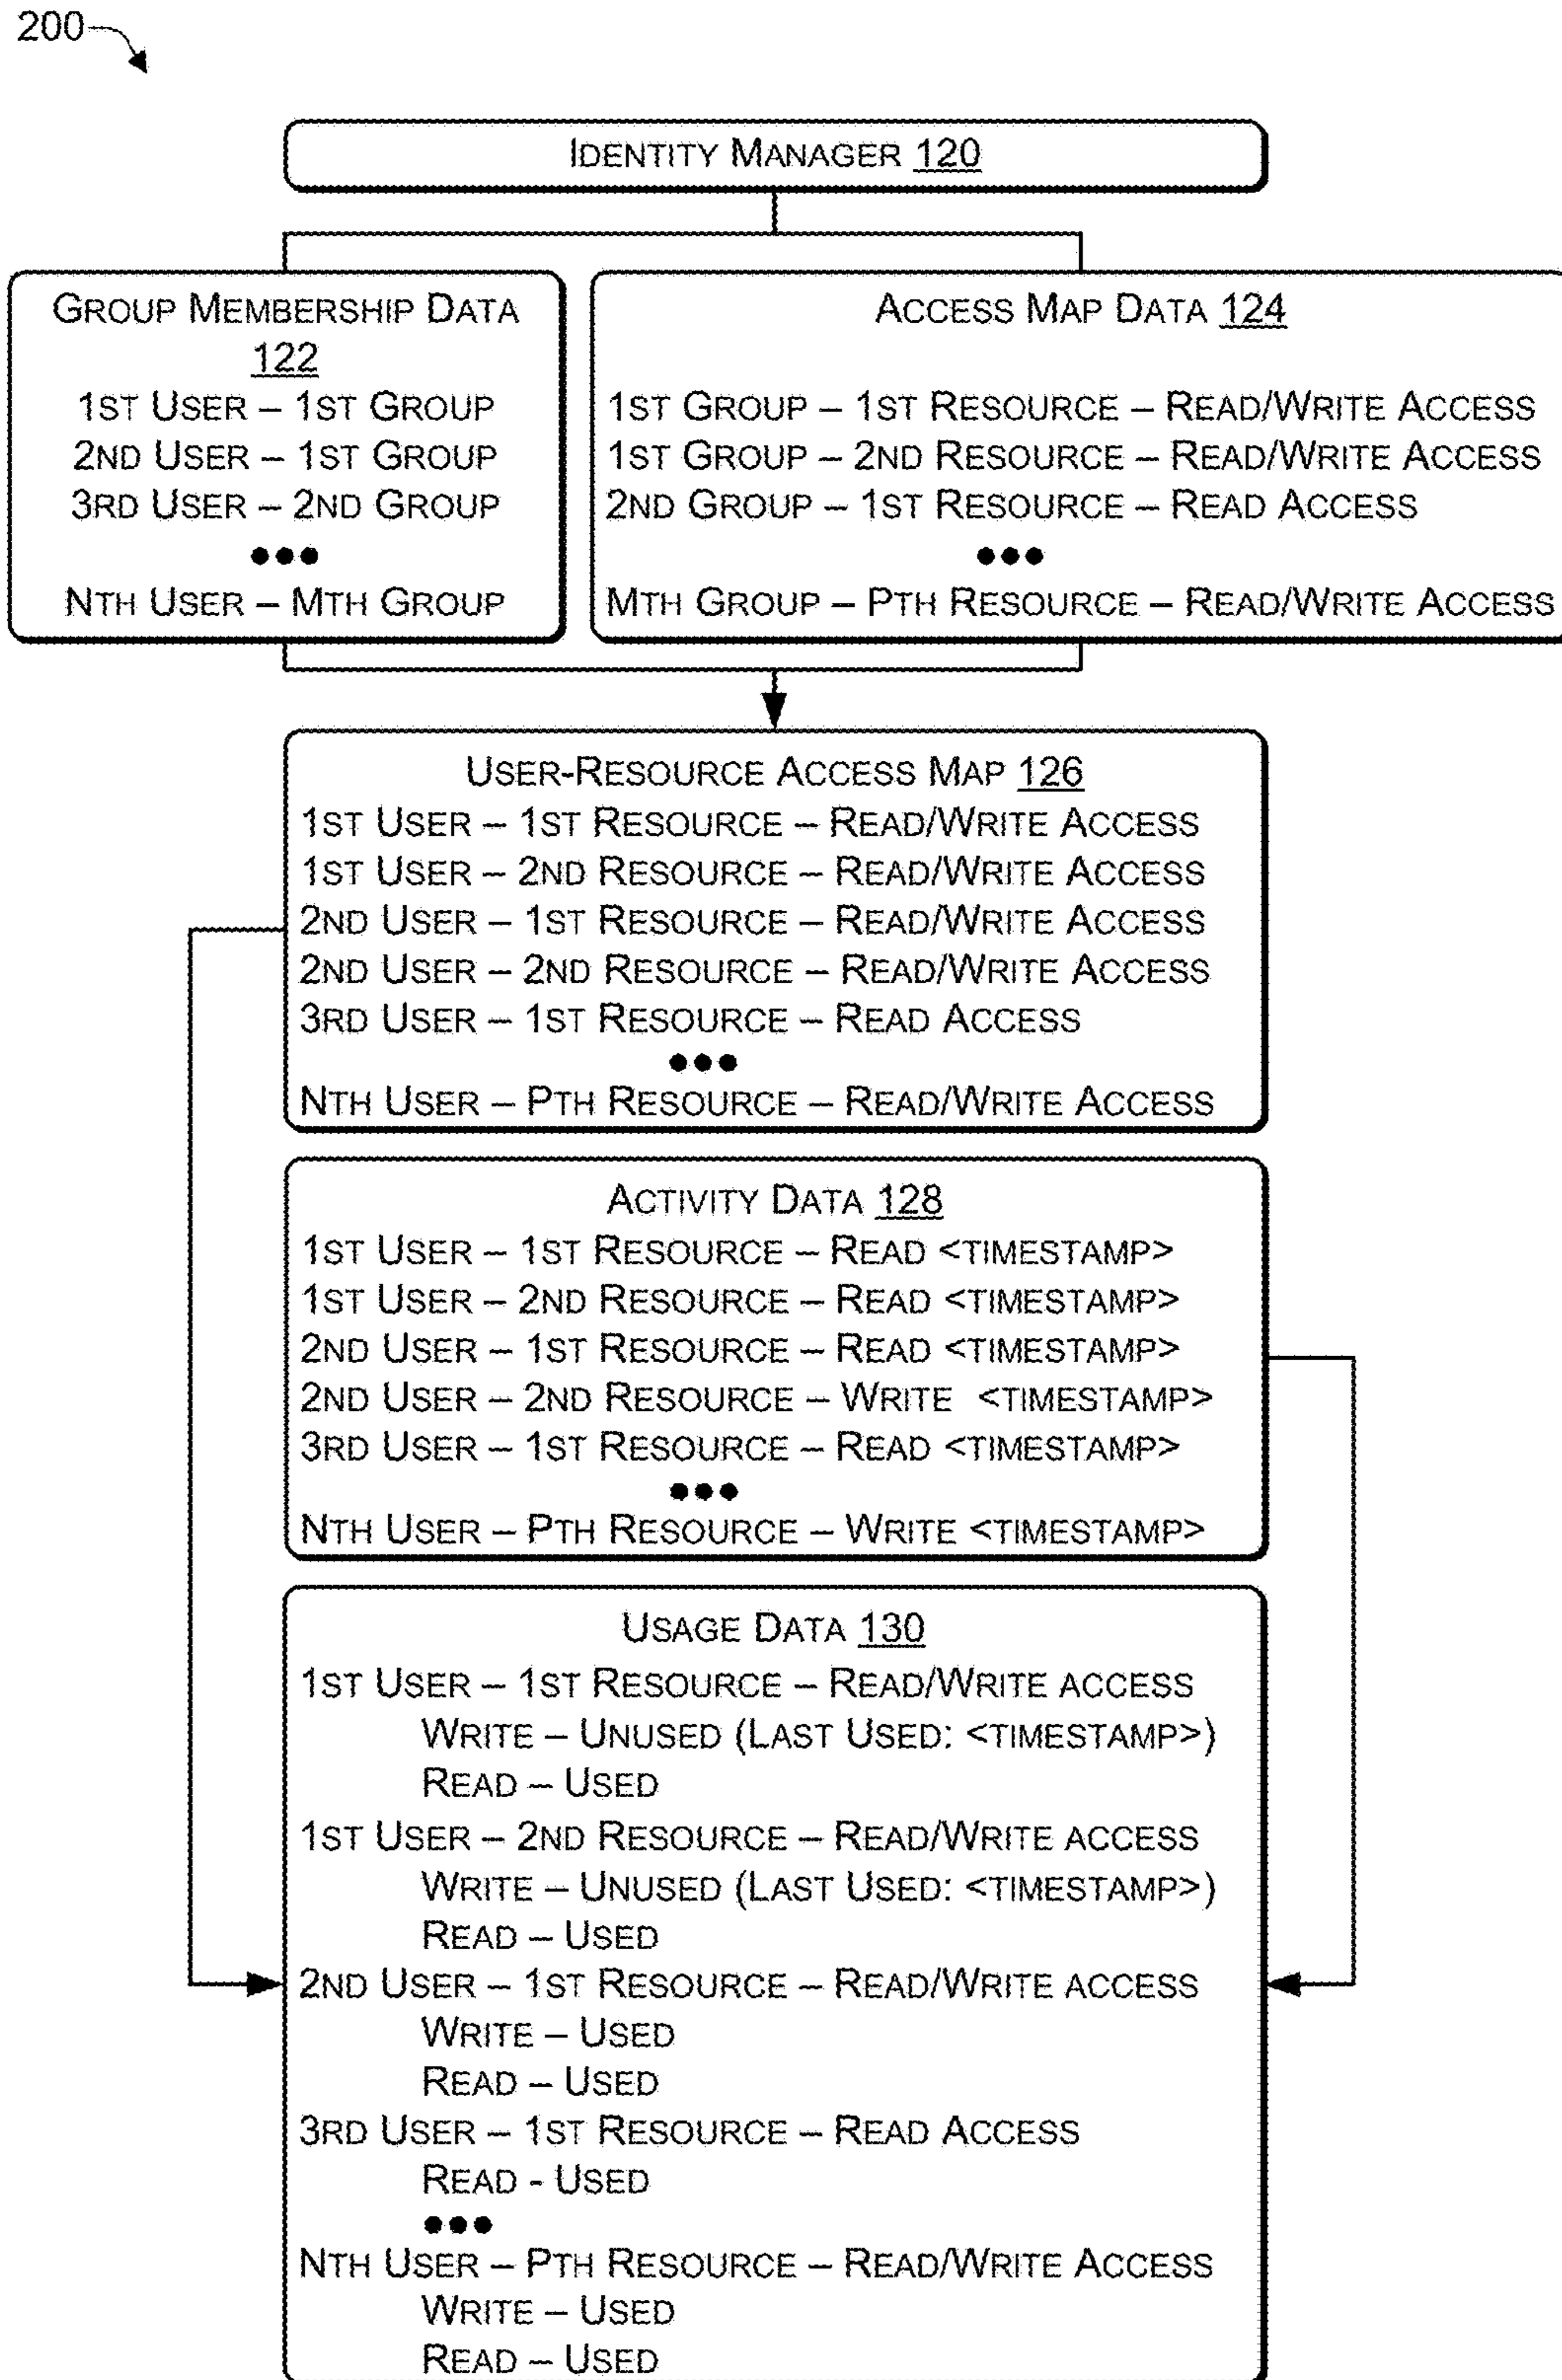 200
IDENTITY MANAGER 120
GROUP MEMBERSHIP DATA
122
1ST USER – 1ST GROUP
2ND USER – 1ST GROUP
3RD USER – 2ND GROUP
●●●
NTH USER – MTH GROUP
ACCESS MAP DATA 124
1ST GROUP – 1ST RESOURCE – READ/WRITE ACCESS
1ST GROUP – 2ND RESOURCE – READ/WRITE ACCESS
2ND GROUP – 1ST RESOURCE – READ ACCESS
●●●
MTH GROUP – PTH RESOURCE – READ/WRITE ACCESS
USER-RESOURCE ACCESS MAP 126
1ST USER – 1ST RESOURCE – READ/WRITE ACCESS
1ST USER – 2ND RESOURCE – READ/WRITE ACCESS
2ND USER – 1ST RESOURCE – READ/WRITE ACCESS
2ND USER – 2ND RESOURCE – READ/WRITE ACCESS
3RD USER – 1ST RESOURCE – READ ACCESS
●●●
NTH USER – PTH RESOURCE – READ/WRITE ACCESS
ACTIVITY DATA 128
1ST USER – 1ST RESOURCE – READ <TIMESTAMP>
1ST USER – 2ND RESOURCE – READ <TIMESTAMP>
2ND USER – 1ST RESOURCE – READ <TIMESTAMP>
2ND USER – 2ND RESOURCE – WRITE <TIMESTAMP>
3RD USER – 1ST RESOURCE – READ <TIMESTAMP>
●●●
NTH USER – PTH RESOURCE – WRITE <TIMESTAMP>
USAGE DATA 130
1ST USER – 1ST RESOURCE – READ/WRITE ACCESS
WRITE – UNUSED (LAST USED: <TIMESTAMP>)
READ – USED
1ST USER – 2ND RESOURCE – READ/WRITE ACCESS
WRITE – UNUSED (LAST USED: <TIMESTAMP>)
READ – USED
2ND USER – 1ST RESOURCE – READ/WRITE ACCESS
WRITE – USED
READ – USED
3RD USER – 1ST RESOURCE – READ ACCESS
READ - USED
●●●
NTH USER – PTH RESOURCE – READ/WRITE ACCESS
WRITE – USED
READ – USED